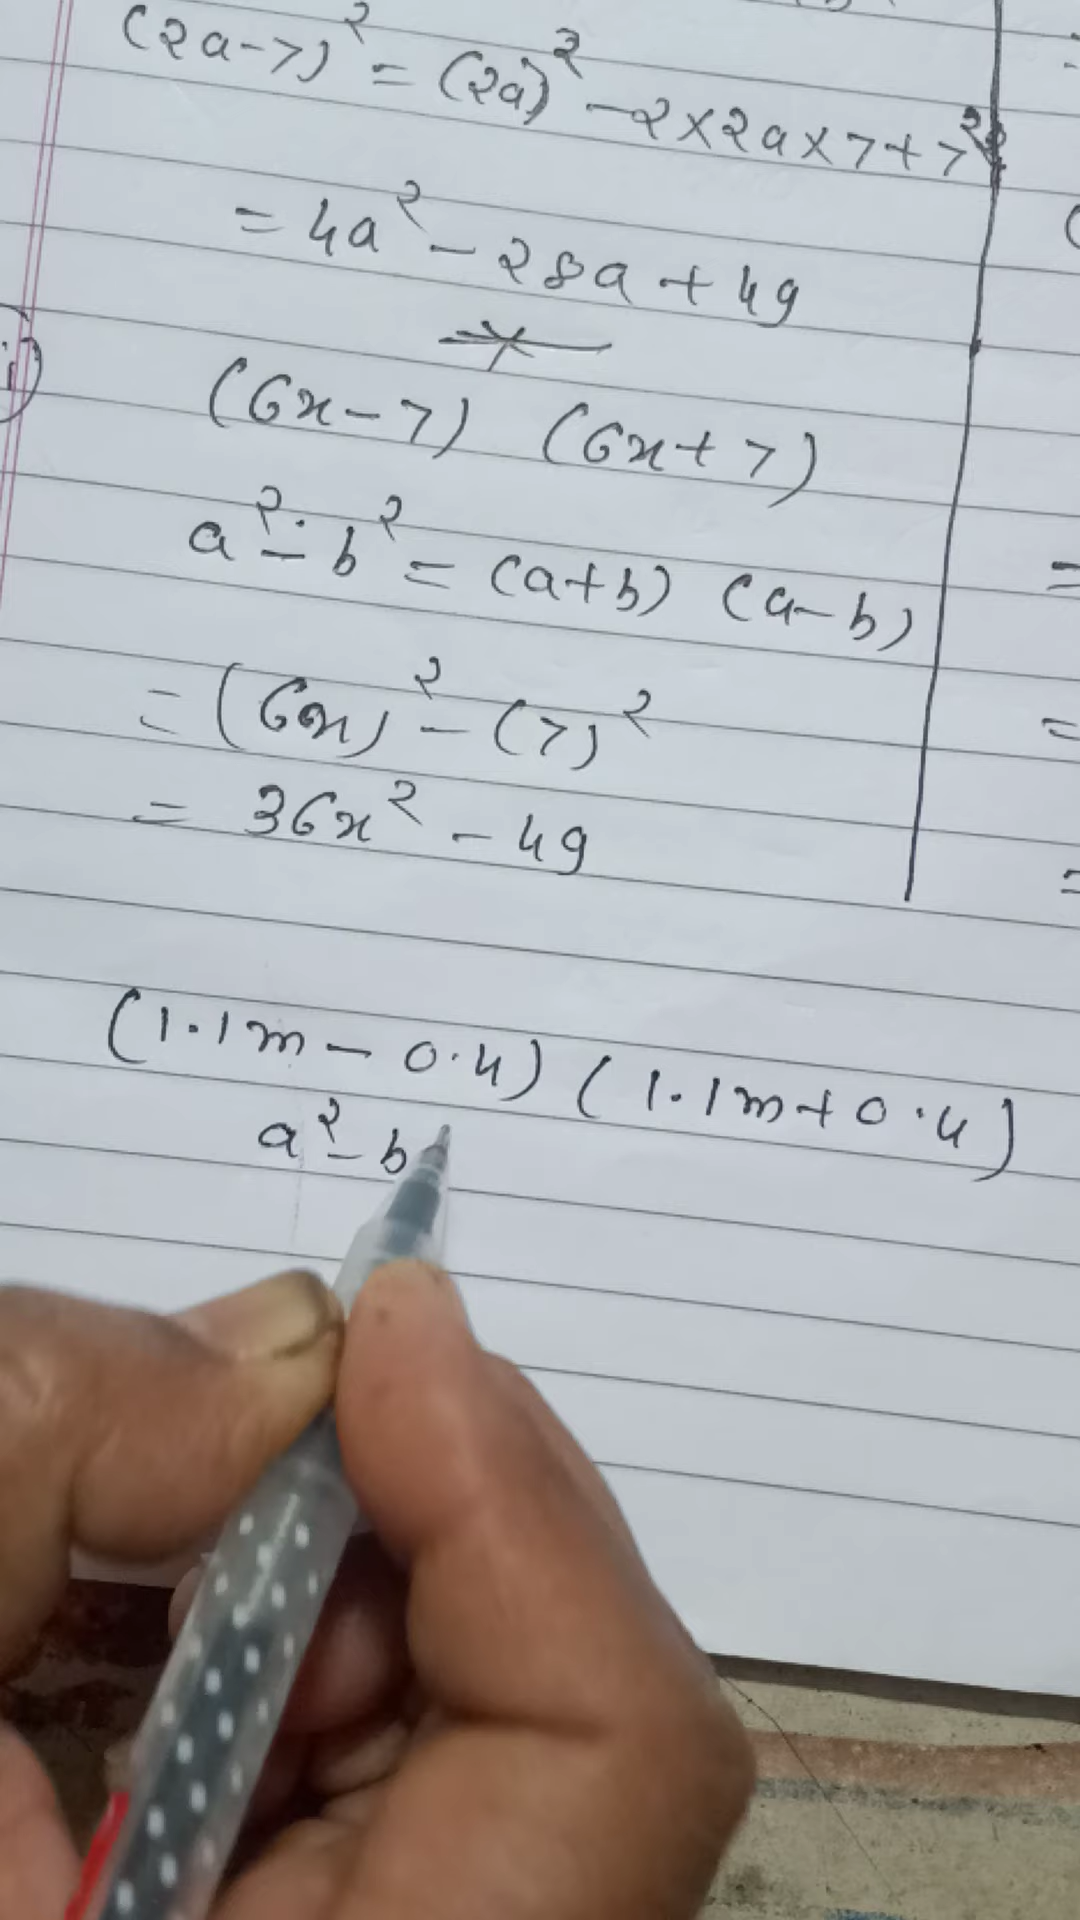 (2a-7)² = (2a)² - 2×2a×7+7²
= 4a² - 28a + 49
i)
(6x-7) (6x+7)
a² - b² = (a+b) (a-b)
= (6x)² - (7)²
= 36x² - 49
(1.1m - 0.4) (1.1m+0.4)
a² - b